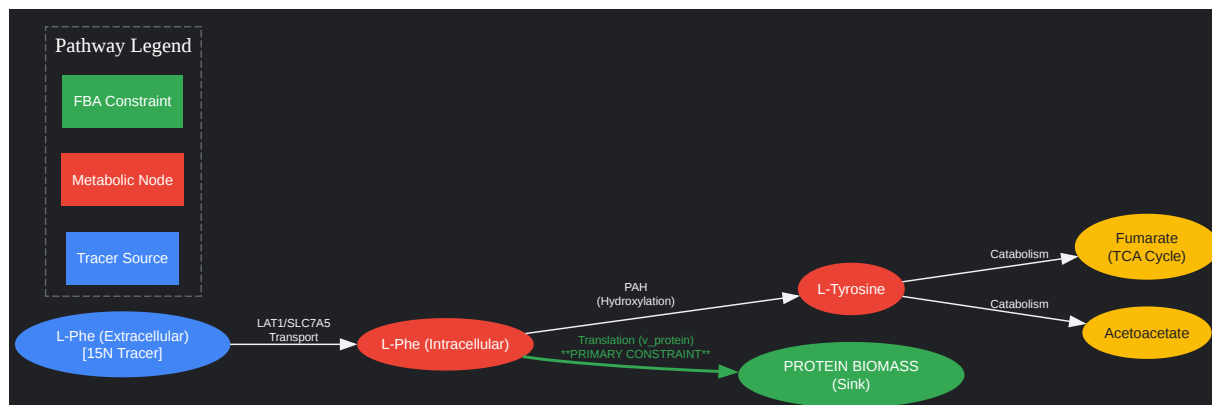 Pathway Legend
FBA Constraint
Metabolic Node
Tracer Source
L-Phe (Extracellular)
[15N Tracer]
LAT1/SLC7A5
Transport
L-Phe (Intracellular)
PAH
(Hydroxylation)
Translation (v_protein)
**PRIMARY CONSTRAINT**
L-Tyrosine
PROTEIN BIOMASS
(Sink)
Catabolism
Catabolism
Fumarate
(TCA Cycle)
Acetoacetate